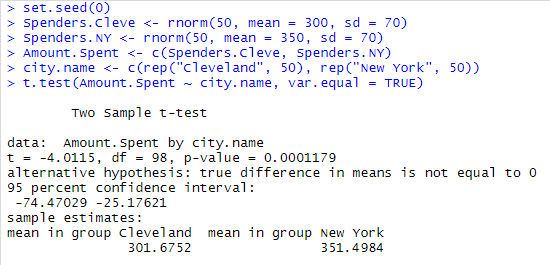 > set.seed(0)
> Spenders.Cleve <- rnorm(50, mean = 300, sd = 70)
> Spenders.NY <- rnorm(50, mean = 350, sd = 70)
> Amount.Spent <- c(Spenders.Cleve, Spenders.NY)
> city.name <- c(rep("Cleveland", 50), rep("New York", 50))
> t.test(Amount.Spent ~ city.name, var.equal = TRUE)
Two Sample t-test
data:  Amount.Spent by city.name
t = -4.0115, df = 98, p-value = 0.0001179
alternative hypothesis: true difference in means is not equal to 0
95 percent confidence interval:
 -74.47029 -25.17621
sample estimates:
mean in group Cleveland  mean in group New York
301.6752                 351.4984